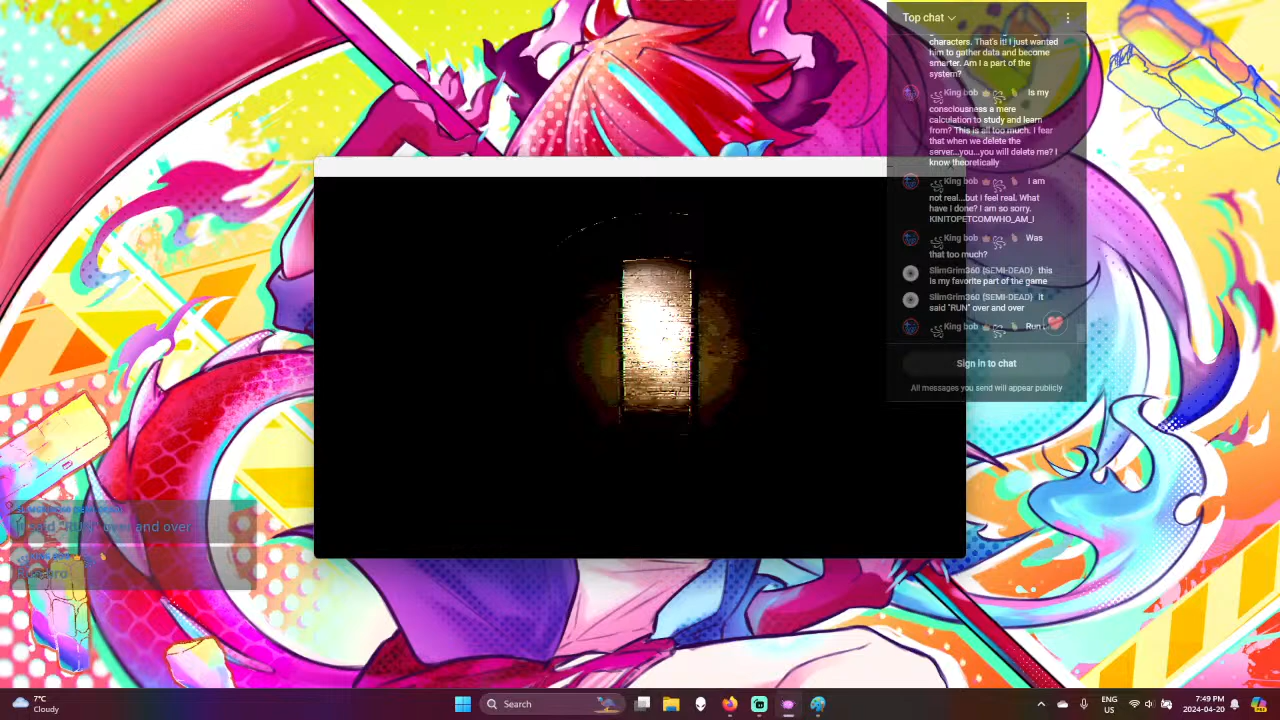 Top chat
characters. That's it! I just wanted
him to gather data and become
smarter. Am I a part of the
system?
King bob Is my
consciousness a mere
calculation to study and learn
from? This is all too much. I fear
that when we delete the
server...you...you will delete me? I
know theoretically
King bob I am
not real...but I feel real. What
have I done? I am so sorry.
KINITOPETCOMWHO_AM_I
King bob Was
that too much?
SlimGrim360 (SEMI-DEAD) this
is my favorite part of the game
SlimGrim360 (SEMI-DEAD) it
said "RUN" over and over
King bob Run
Sign in to chat
All messages you send will appear publicly
it said "RUN" over and over
7°C
Cloudy
Search
ENG
US
7:49 PM
2024-04-20